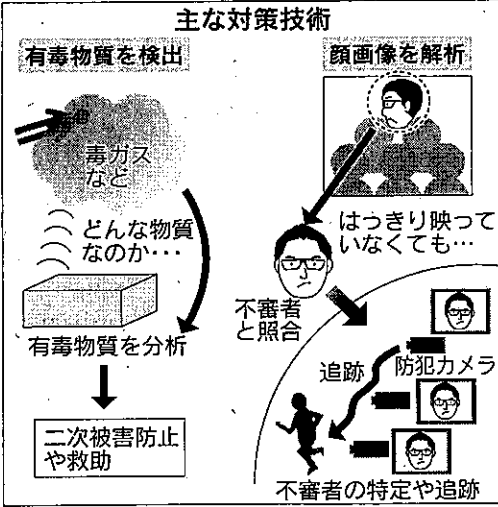 主な対策技術
有毒物質を検出
毒ガス
など
どんな物質
なのか・・・
有毒物質を分析
二次被害防止
や救助
顔画像を解析
はっきり映って
いなくても…
不審者
と照合
追跡
防犯カメラ
不審者の特定や追跡